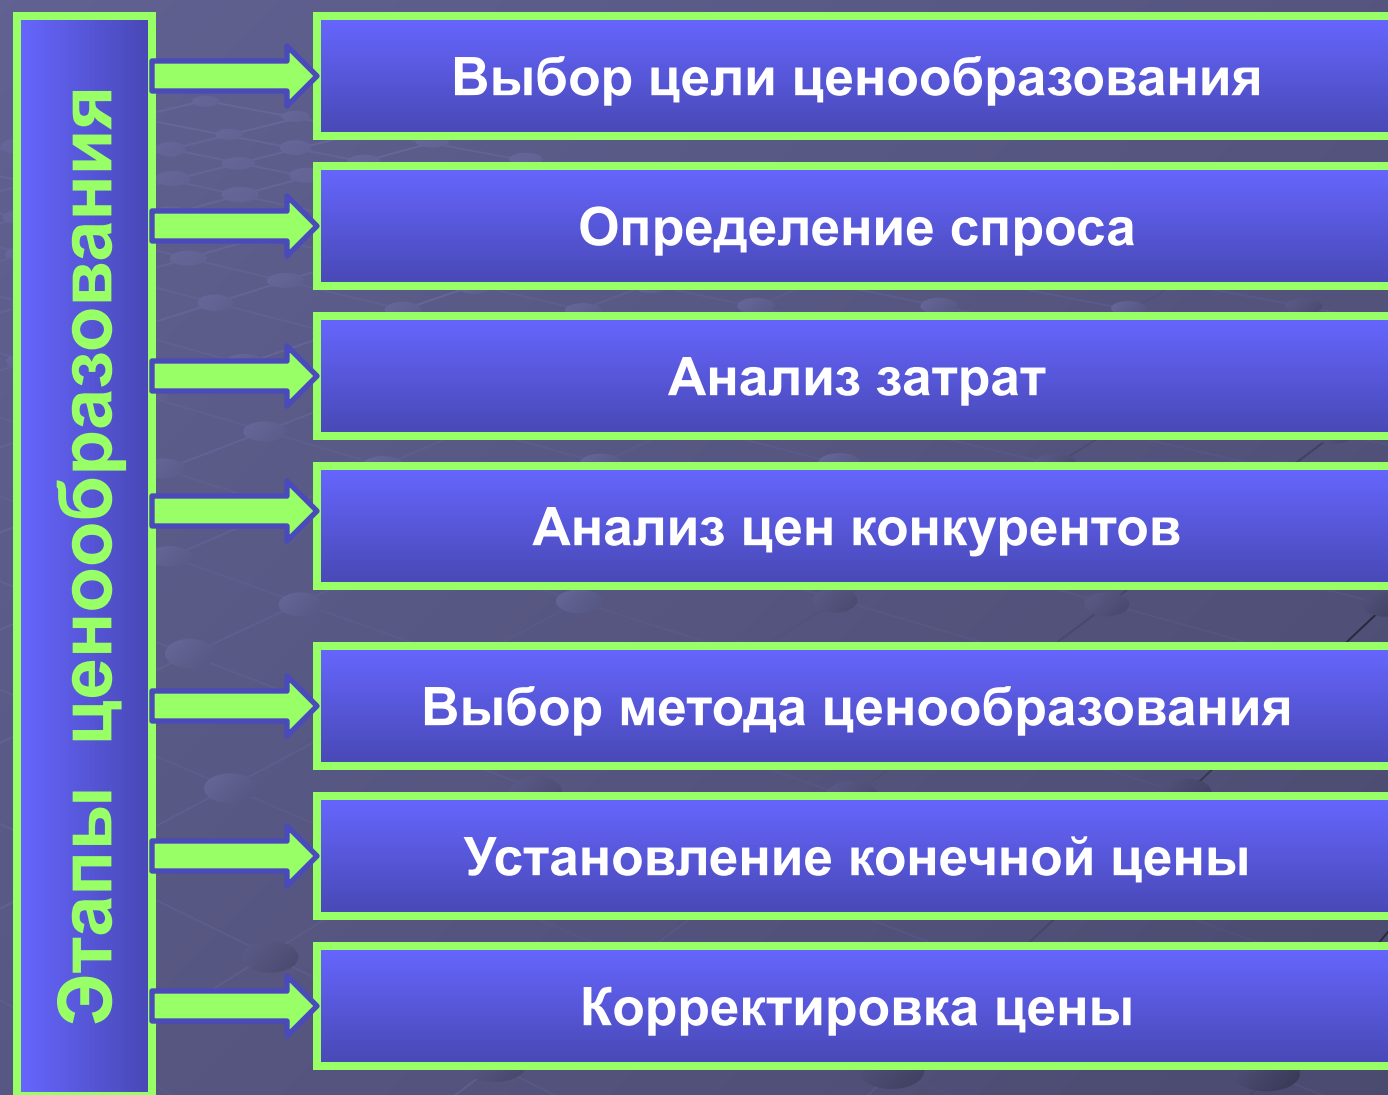 Этапы ценообразования
Выбор цели ценообразования
Определение спроса
Анализ затрат
Анализ цен конкурентов
Выбор метода ценообразования
Установление конечной цены
Корректировка цены